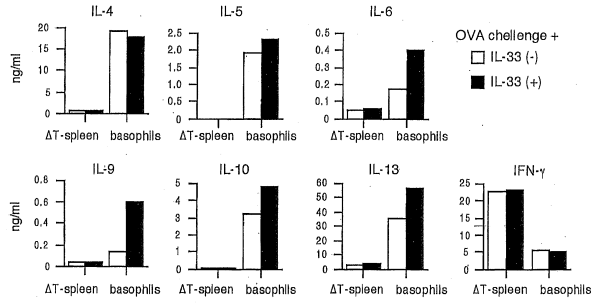 IL-4
IL-5
IL-6
OVA chellenge +
IL-33 (-)
IL-33 (+)
ng/ml
20
15
10
5
0
2.5
2.0
1.5
1.0
0.5
0
0.5
0.4
0.3
0.2
0.1
0
ΔT-spleen basophils
ΔT-spleen basophils
ΔT-spleen basophils
IL-9
IL-10
IL-13
IFN-γ
ng/ml
0.8
0.6
0.4
0.2
0
5
4
3
2
1
0
60
50
40
30
20
10
0
25
20
15
10
5
0
ΔT-spleen basophils
ΔT-spleen basophils
ΔT-spleen basophils
ΔT-spleen basophils